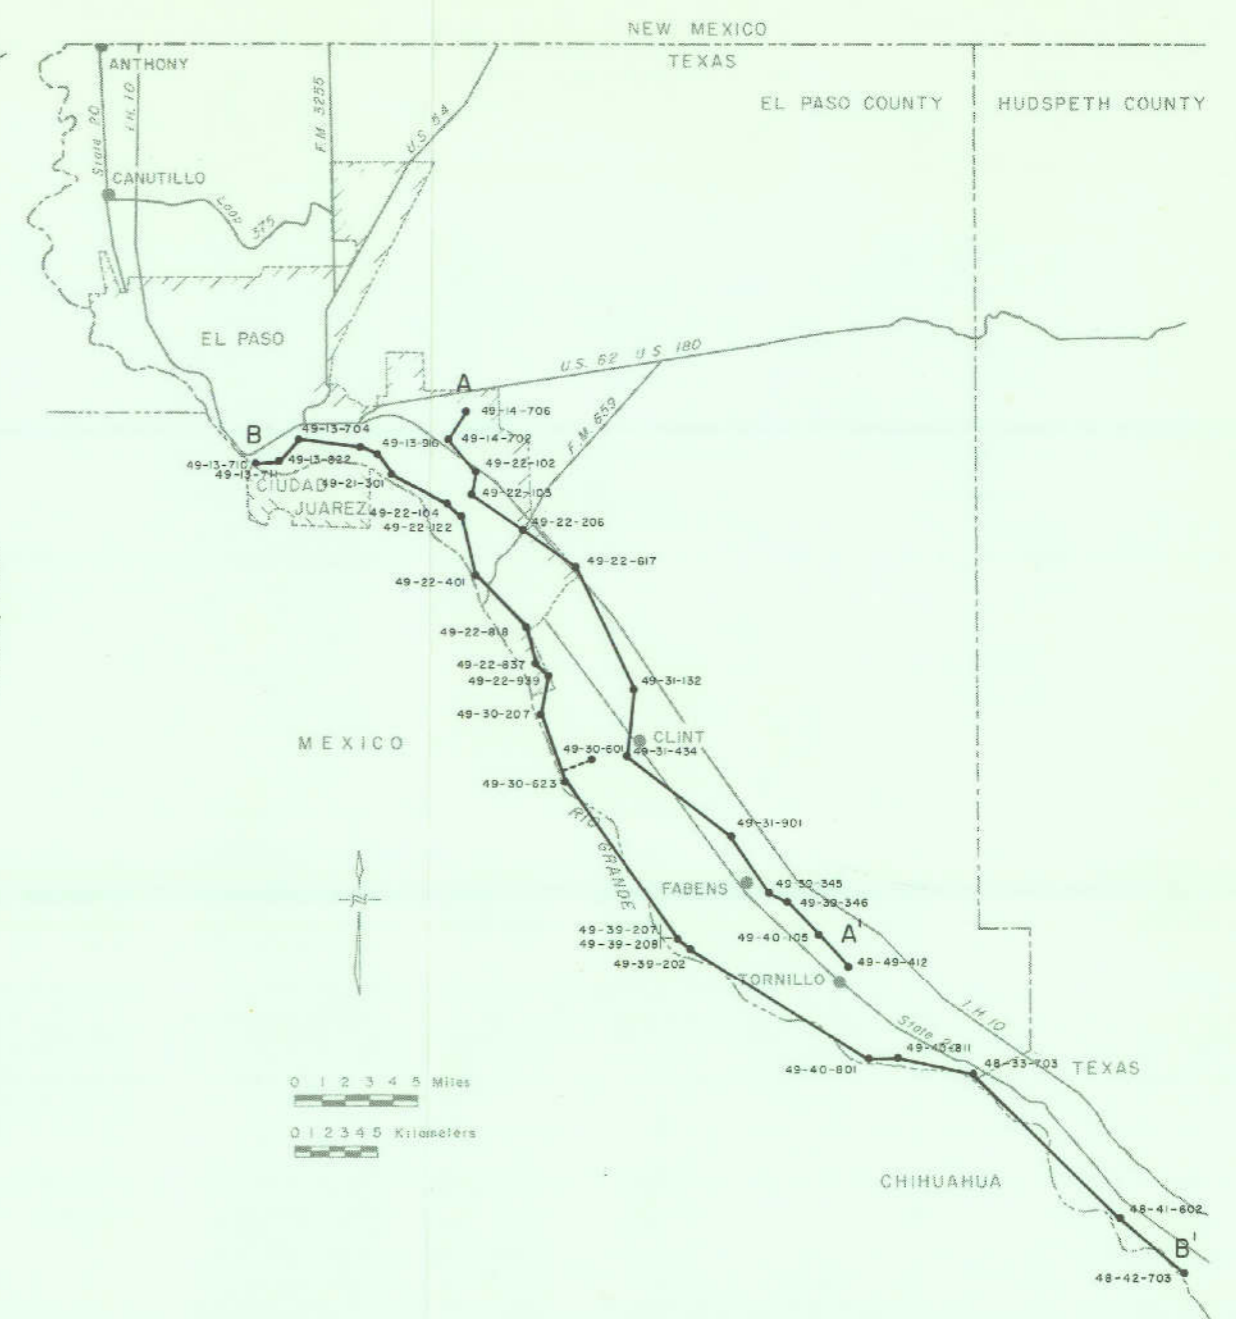 NEW MEXICO
TEXAS
ANTHONY
EL PASO COUNTY
HUDSPETH COUNTY
State 20
I.H. 10
F.M. 3255
U.S. 54
CANUTILLO
Loop 375
EL PASO
U.S. 62 U S 180
F.M. 659
A
49-14-706
B
49-13-704
49-13-916
49-14-702
49-13-710
49-13-822
49-13-711
49-22-102
CIUDAD
49-21-301
49-22-103
JUAREZ
49-22-104
49-22-122
49-22-206
49-22-617
49-22-401
49-22-818
49-22-837
49-22-939
49-31-132
49-30-207
MEXICO
CLINT
49-30-601
49-31-434
49-30-623
RIO GRANDE
49-31-901
FABENS
49-39-345
49-39-346
N
49-39-207
49-39-208
49-40-105
A'
49-39-202
49-49-412
TORNILLO
I.H. 10
State 20
49-40-811
49-40-801
48-33-703
TEXAS
0 1 2 3 4 5 Miles
0 1 2 3 4 5 Kilometers
CHIHUAHUA
48-41-602
B'
48-42-703